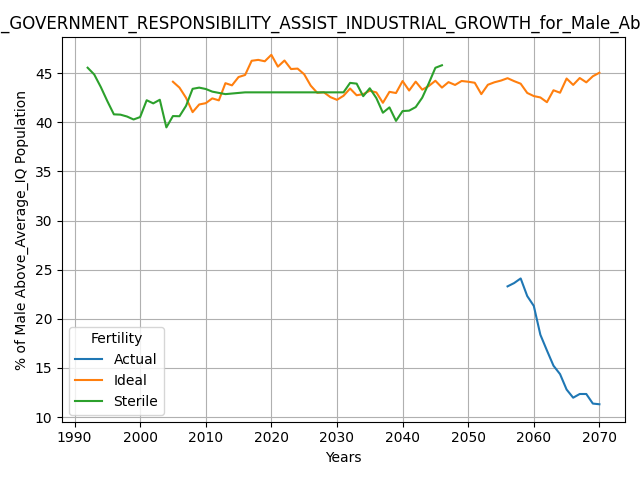 _GOVERNMENT_RESPONSIBILITY_ASSIST_INDUSTRIAL_GROWTH_for_Male_Ab
% of Male Above_Average_IQ Population
45
40
35
30
25
20
15
10
Fertility
Actual
Ideal
Sterile
1990 2000 2010 2020 2030 2040 2050 2060 2070
Years